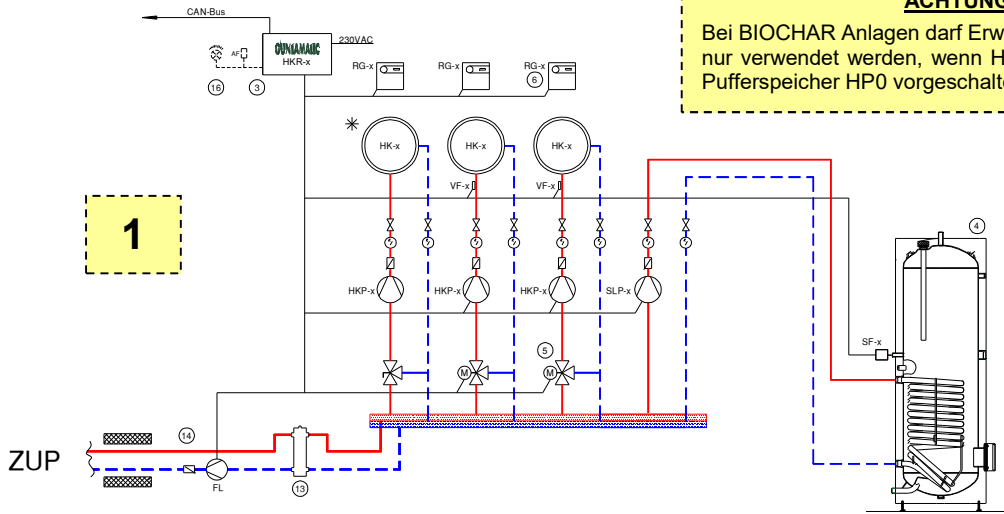 CAN-Bus
ACHTUNG
Bei BIOCHAR Anlagen darf Erw
nur verwendet werden, wenn H
Pufferspeicher HP0 vorgeschalte
GUNTAMATIC
HKR-x
230VAC
AF
16
3
RG-x
RG-x
RG-x
6
HK-x
HK-x
HK-x
VF-x
VF-x
1
4
HKP-x
HKP-x
HKP-x
SLP-x
SF-x
5
M
M
14
ZUP
FL
13